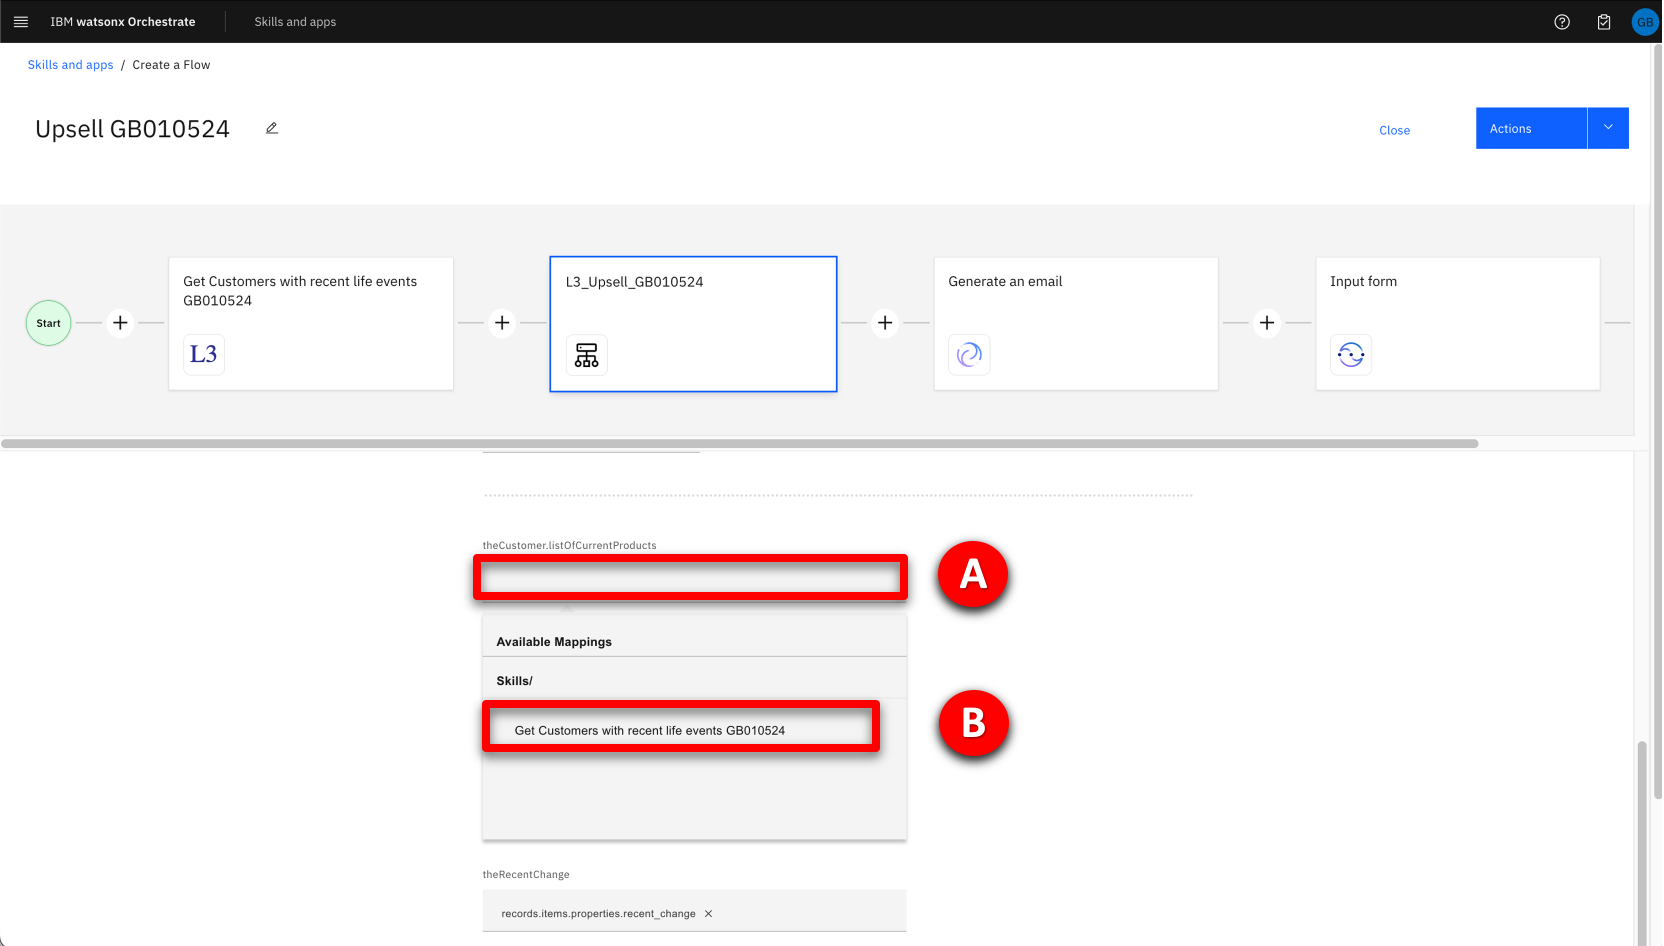 IBM watsonx Orchestrate
Skills and apps
GB
Skills and apps / Create a Flow
Upsell GB010524
Close
Actions
Start
Get Customers with recent life events
GB010524
L3
L3_Upsell_GB010524
Generate an email
Input form
theCustomer.listOfCurrentProducts
A
Available Mappings
Skills/
Get Customers with recent life events GB010524
B
theRecentChange
records.items.properties.recent_change